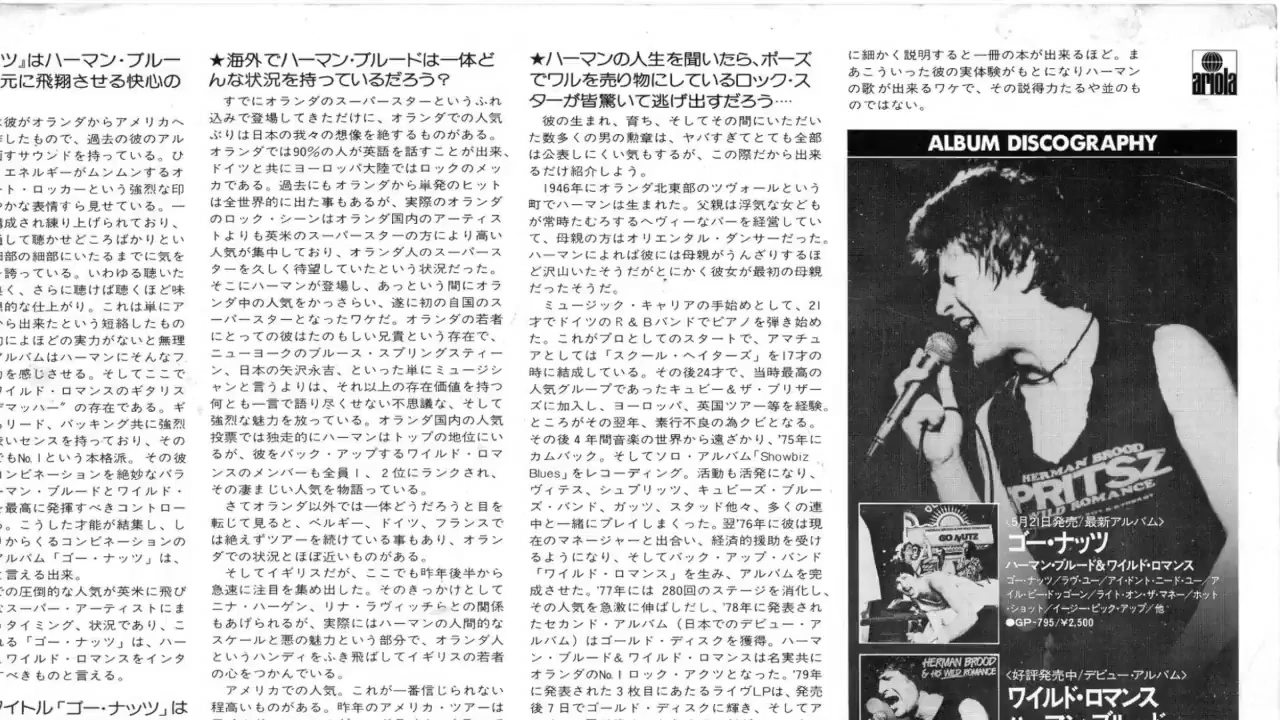 ツ』はハーマン・ブルー
元に飛翔させる快心の
は彼がオランダからアメリカへ
作したもので、過去の彼のアル
すサウンドを持っている。ひ
エネルギーがムンムンするオ
ート・ロッカーという強烈な印
やかな表情すら見せている。一
構成され練り上げられており、
通して聴かせどころばかりとい
細部の細部にいたるまでに気を
を誇っている。いわゆる聴いた
良く、さらに聴けば聴くほど味
想的な仕上がり。これは単にア
から出来たという短絡したもの
的によほどの実力がないと無理
アルバムはハーマンにそんなフ
力を感じさせる。そしてここで
ワイルド・ロマンスのギタリス
デマッハー”の存在である。ギ
もリード、バッキング共に強烈
良いセンスを持っており、その
でもNo.1という本格派。その彼
コンビネーションを絶妙なバラ
ーマン・ブルードとワイルド・
を最高に発揮すべきコントロー
る。こうした才能が結集し、し
りからくるコンビネーションの
アルバム「ゴー・ナッツ」は、
と言える出来。
での圧倒的な人気が英米に飛び
なスーパー・アーティストにま
タイミング、状況であり、こ
れる「ゴー・ナッツ」は、ハー
ワイルド・ロマンスをインタ
すべきものと言える。
タイトル「ゴー・ナッツ」は
★海外でハーマン・ブルードは一体ど
んな状況を持っているだろう？
すでにオランダのスーパースターというふれ
込みで登場してきただけに、オランダでの人気
ぶりは日本の我々の想像を絶するものがある。
オランダでは90％の人が英語を話すことが出来、
ドイツと共にヨーロッパ大陸ではロックのメッ
カである。過去にもオランダから単発のヒット
は全世界的に出た事もあるが、実際のオランダ
のロック・シーンはオランダ国内のアーティス
トよりも英米のスーパースターの方により高い
人気が集中しており、オランダ人のスーパース
ターを久しく待望していたという状況だった。
そこにハーマンが登場し、あっという間にオラ
ンダ中の人気をかっさらい、遂に初の自国のス
ーパースターとなったワケだ。オランダの若者
にとっての彼はたのもしい兄貴という存在で、
ニューヨークのブルース・スプリングスティー
ン、日本の矢沢永吉、といった単にミュージシ
ャンと言うよりは、それ以上の存在価値を持つ
何とも一言で語り尽くせない不思議な、そして
強烈な魅力を放っている。オランダ国内の人気
投票では独走的にハーマンはトップの地位にい
るが、彼をバック・アップするワイルド・ロマ
ンスのメンバーも全員1、2位にランクされ、
その凄まじい人気を物語っている。
さてオランダ以外では一体どうだろうと目を
転じて見ると、ベルギー、ドイツ、フランスで
は絶えずツアーを続けている事もあり、オラン
ダでの状況とほぼ近いものがある。
そしてイギリスだが、ここでも昨年後半から
急速に注目を集め出した。そのきっかけとして
ニナ・ハーゲン、リナ・ラヴィッチらとの関係
もあげられるが、実際にはハーマンの人間的な
スケールと悪の魅力という部分で、オランダ人
というハンディをふき飛ばしてイギリスの若者
の心をつかんでいる。
アメリカでの人気。これが一番信じられない
程高いものがある。昨年のアメリカ・ツアーは
★ハーマンの人生を聞いたら、ポーズ
でワルを売り物にしているロック・ス
ターが皆驚いて逃げ出すだろう‥‥
彼の生まれ、育ち、そしてその間にいただい
た数多くの男の勲章は、ヤバすぎてとても全部
は公表しにくい気もするが、この際だから出来
るだけ紹介しよう。
1946年にオランダ北東部のツヴォールという
町でハーマンは生まれた。父親は浮気な女ども
が常時たむろするヘヴィーなバーを経営してい
て、母親の方はオリエンタル・ダンサーだった。
ハーマンによれば彼には母親がうんざりするほ
ど沢山いたそうだがとにかく彼女が最初の母親
だったそうだ。
ミュージック・キャリアの手始めとして、21
才でドイツのR＆Bバンドでピアノを弾き始め
た。これがプロとしてのスタートで、アマチュ
アとしては「スクール・ヘイターズ」を17才の
時に結成している。その後24才で、当時最高の
人気グループであったキュビー＆ザ・ブリザー
ズに加入し、ヨーロッパ、英国ツアー等を経験。
ところがその翌年、素行不良の為クビとなる。
その後4年間音楽の世界から遠ざかり、'75年に
カムバック。そしてソロ・アルバム「Showbiz
Blues」をレコーディング。活動も活発になり、
ヴィテス、シュプリッツ、キュビーズ・ブルー
ズ・バンド、ガッツ、スタッド他々、多くの連
中と一緒にプレイしまくった。翌'76年に彼は現
在のマネージャーと出合い、経済的援助を受け
るようになり、そしてバック・アップ・バンド
「ワイルド・ロマンス」を生み、アルバムを完
成させた。'77年には280回のステージを消化し、
その人気を急激に伸ばしだし、'78年に発表され
たセカンド・アルバム（日本でのデビュー・ア
ルバム）はゴールド・ディスクを獲得。ハーマ
ン・ブルード＆ワイルド・ロマンスは名実共に
オランダのNo.1ロック・アクツとなった。'79年
に発表された3枚目にあたるライヴLPは、発売
後7日でゴールド・ディスクに輝き、そしてア
に細かく説明すると一冊の本が出来るほど。ま
あこういった彼の実体験がもとになりハーマン
の歌が出来るワケで、その説得力たるや並のも
のではない。
ariola
ALBUM DISCOGRAPHY
HERMAN BROOD
SPRITSZ
WILD ROMANCE
GO NUTZ
〈5月21日発売/最新アルバム〉
ゴー・ナッツ
ハーマン・ブルード&ワイルド・ロマンス
ゴー・ナッツ/ラヴ・ユー/アイ・ドント・ニード・ユー/ア
イル・ビー・ドッゴーン/ライト・オン・ザ・マネー/ホット
・ショット/イージー・ピック・アップ/他
●GP-795/¥2,500
HERMAN BROOD
& HIS WILD ROMANCE
〈好評発売中/デビュー・アルバム〉
ワイルド・ロマンス